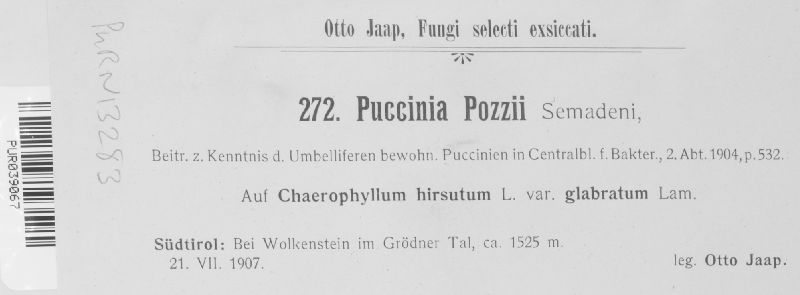 Otto Jaap, Fungi selecti exsiccati.
272. Puccinia Pozzii Semadeni,
Beitr. z. Kenntnis d. Umbelliferen bewohn. Puccinien in Centralbl. f. Bakter., 2. Abt. 1904, p. 532.
Auf Chaerophyllum hirsutum L. var. glabratum Lam.
Südtirol: Bei Wolkenstein im Grödner Tal, ca. 1525 m.
21. VII. 1907.
leg. Otto Jaap.
PURN13283
PUR039067